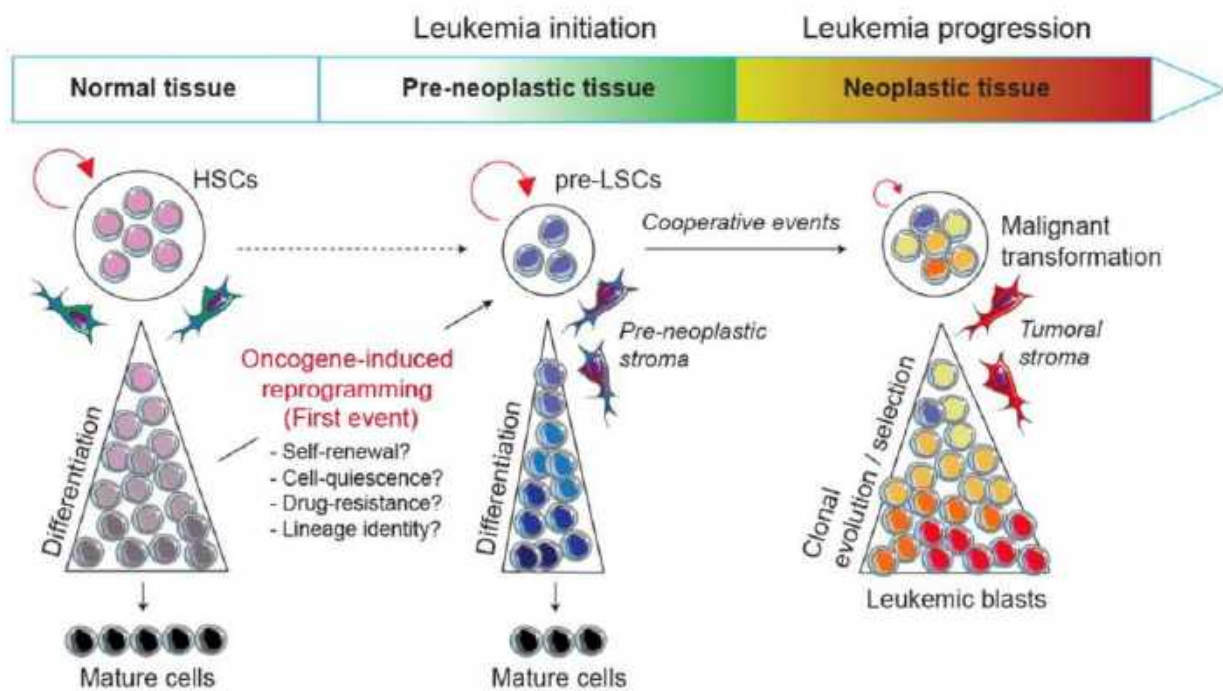 Leukemia initiation
Leukemia progression
Normal tissue
Pre-neoplastic tissue
Neoplastic tissue
HSCs
pre-LSCs
Cooperative events
Malignant
transformation
Pre-neoplastic
stroma
Tumoral
stroma
Oncogene-induced
reprogramming
(First event)
- Self-renewal?
- Cell-quiescence?
- Drug-resistance?
- Lineage identity?
Differentiation
Differentiation
Clonal
evolution / selection
Leukemic blasts
Mature cells
Mature cells